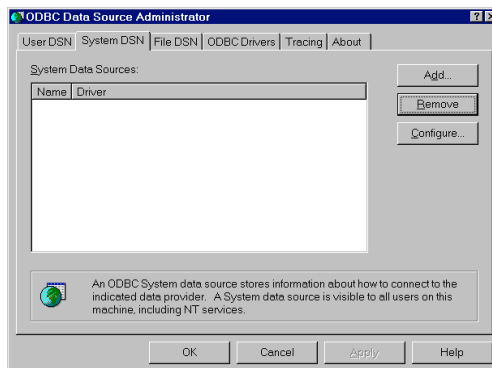 ODBC Data Source Administrator
User DSN System DSN File DSN ODBC Drivers Tracing About
System Data Sources:
Name Driver
Add...
Remove
Configure...
An ODBC System data source stores information about how to connect to the
indicated data provider. A System data source is visible to all users on this
machine, including NT services.
OK Cancel Apply Help